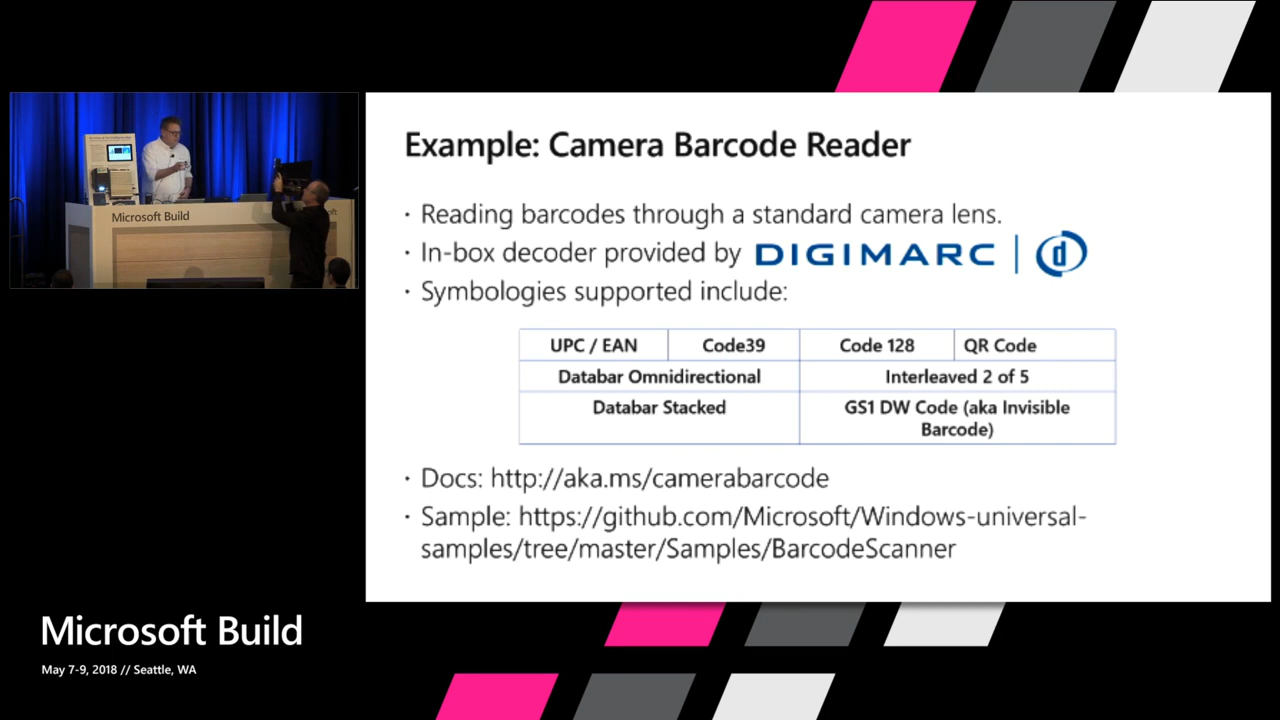 Example: Camera Barcode Reader
· Reading barcodes through a standard camera lens.
· In-box decoder provided by DIGIMARC | d
· Symbologies supported include:
UPC / EAN Code39 Code 128 QR Code
Databar Omnidirectional Interleaved 2 of 5
Databar Stacked GS1 DW Code (aka Invisible
Barcode)
· Docs: http://aka.ms/camerabarcode
· Sample: https://github.com/Microsoft/Windows-universal-
samples/tree/master/Samples/BarcodeScanner
Microsoft Build
Microsoft Build
May 7-9, 2018 // Seattle, WA